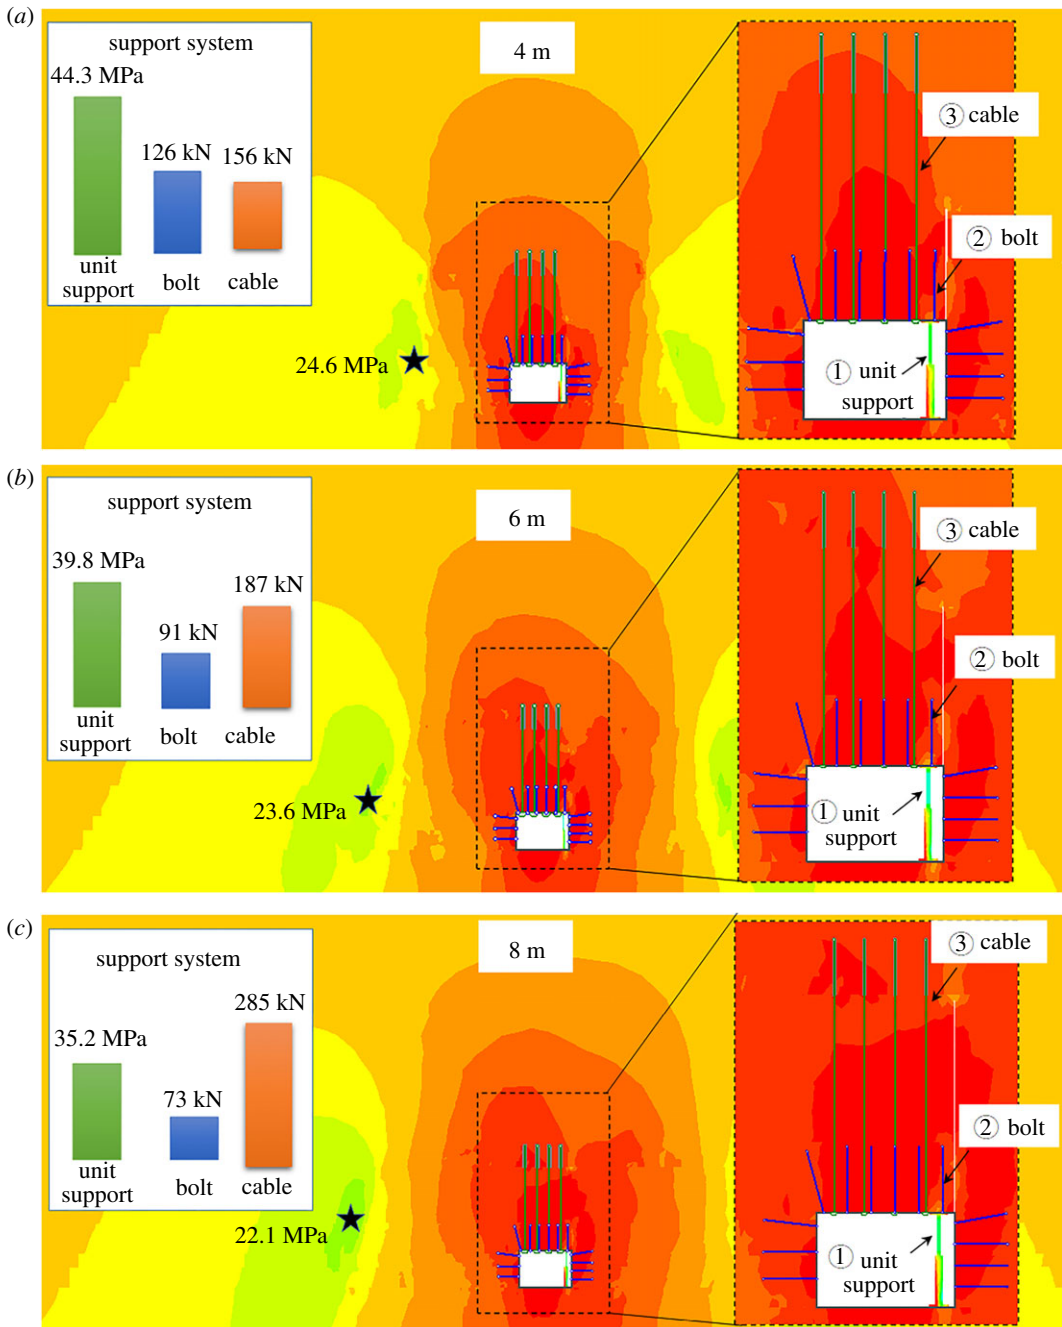 (a)
support system
44.3 MPa
126 kN
156 kN
unit
support
bolt
cable
4 m
24.6 MPa
③ cable
② bolt
① unit
support
(b)
support system
39.8 MPa
187 kN
91 kN
unit
support
bolt
cable
6 m
23.6 MPa
③ cable
② bolt
① unit
support
(c)
support system
285 kN
35.2 MPa
73 kN
unit
support
bolt
cable
8 m
22.1 MPa
③ cable
② bolt
① unit
support